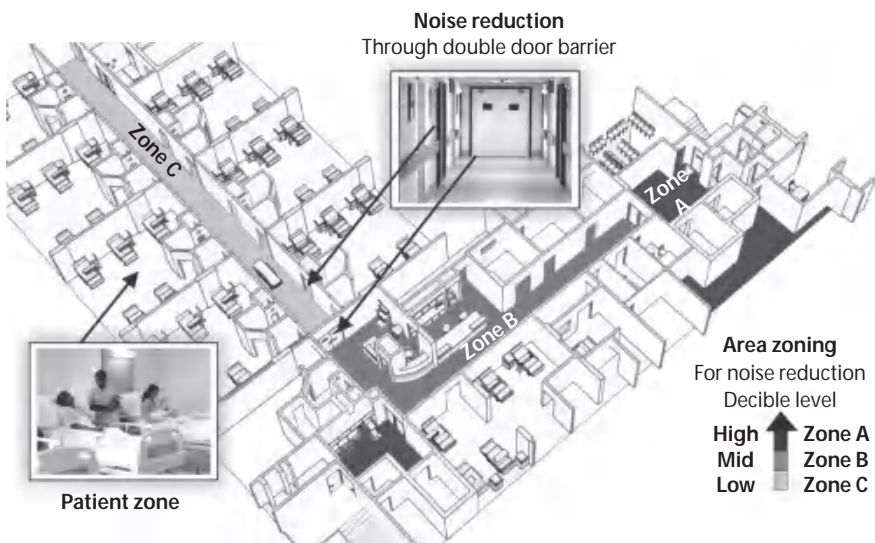 Noise reduction
Through double door barrier
Zone C
Zone
A
Zone B
Area zoning
For noise reduction
Decible level
High Zone A
Mid Zone B
Low Zone C
Patient zone